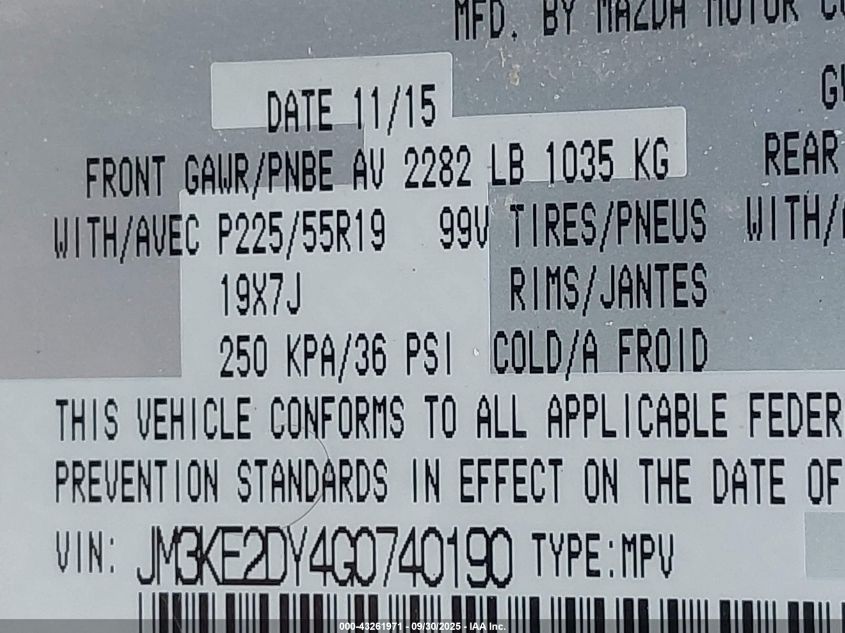 MFD. BY MAZDA MOTOR CO
DATE 11/15 GV
FRONT GAWR/PNBE AV 2282 LB 1035 KG REAR
WITH/AVEC P225/55R19 99V TIRES/PNEUS WITH/
19X7J RIMS/JANTES
250 KPA/36 PSI COLD/A FROID
THIS VEHICLE CONFORMS TO ALL APPLICABLE FEDER
PREVENTION STANDARDS IN EFFECT ON THE DATE OF
VIN: JM3KE2DY4G0740190 TYPE:MPV
000-43261971 - 09/30/2025 - IAA Inc.